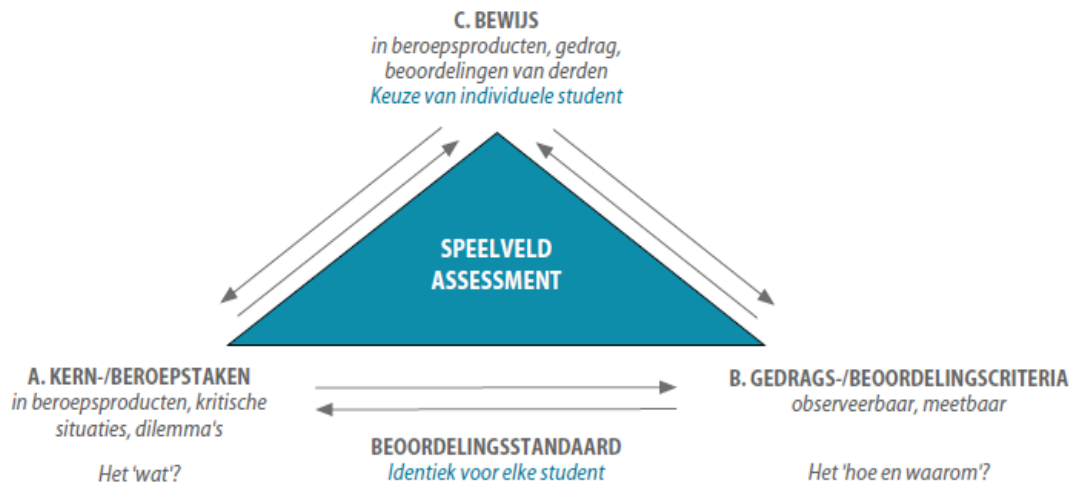 C. BEWIJS
in beroepsproducten, gedrag,
beoordelingen van derden
Keuze van individuele student
SPEELVELD
ASSESSMENT
A. KERN-/BEROEPSTAKEN
in beroepsproducten, kritische
situaties, dilemma's
Het 'wat'?
BEOORDELINGSSTANDAARD
Identiek voor elke student
B. GEDRAGS-/BEOORDELINGSCRITERIA
observeerbaar, meetbaar
Het 'hoe en waarom'?